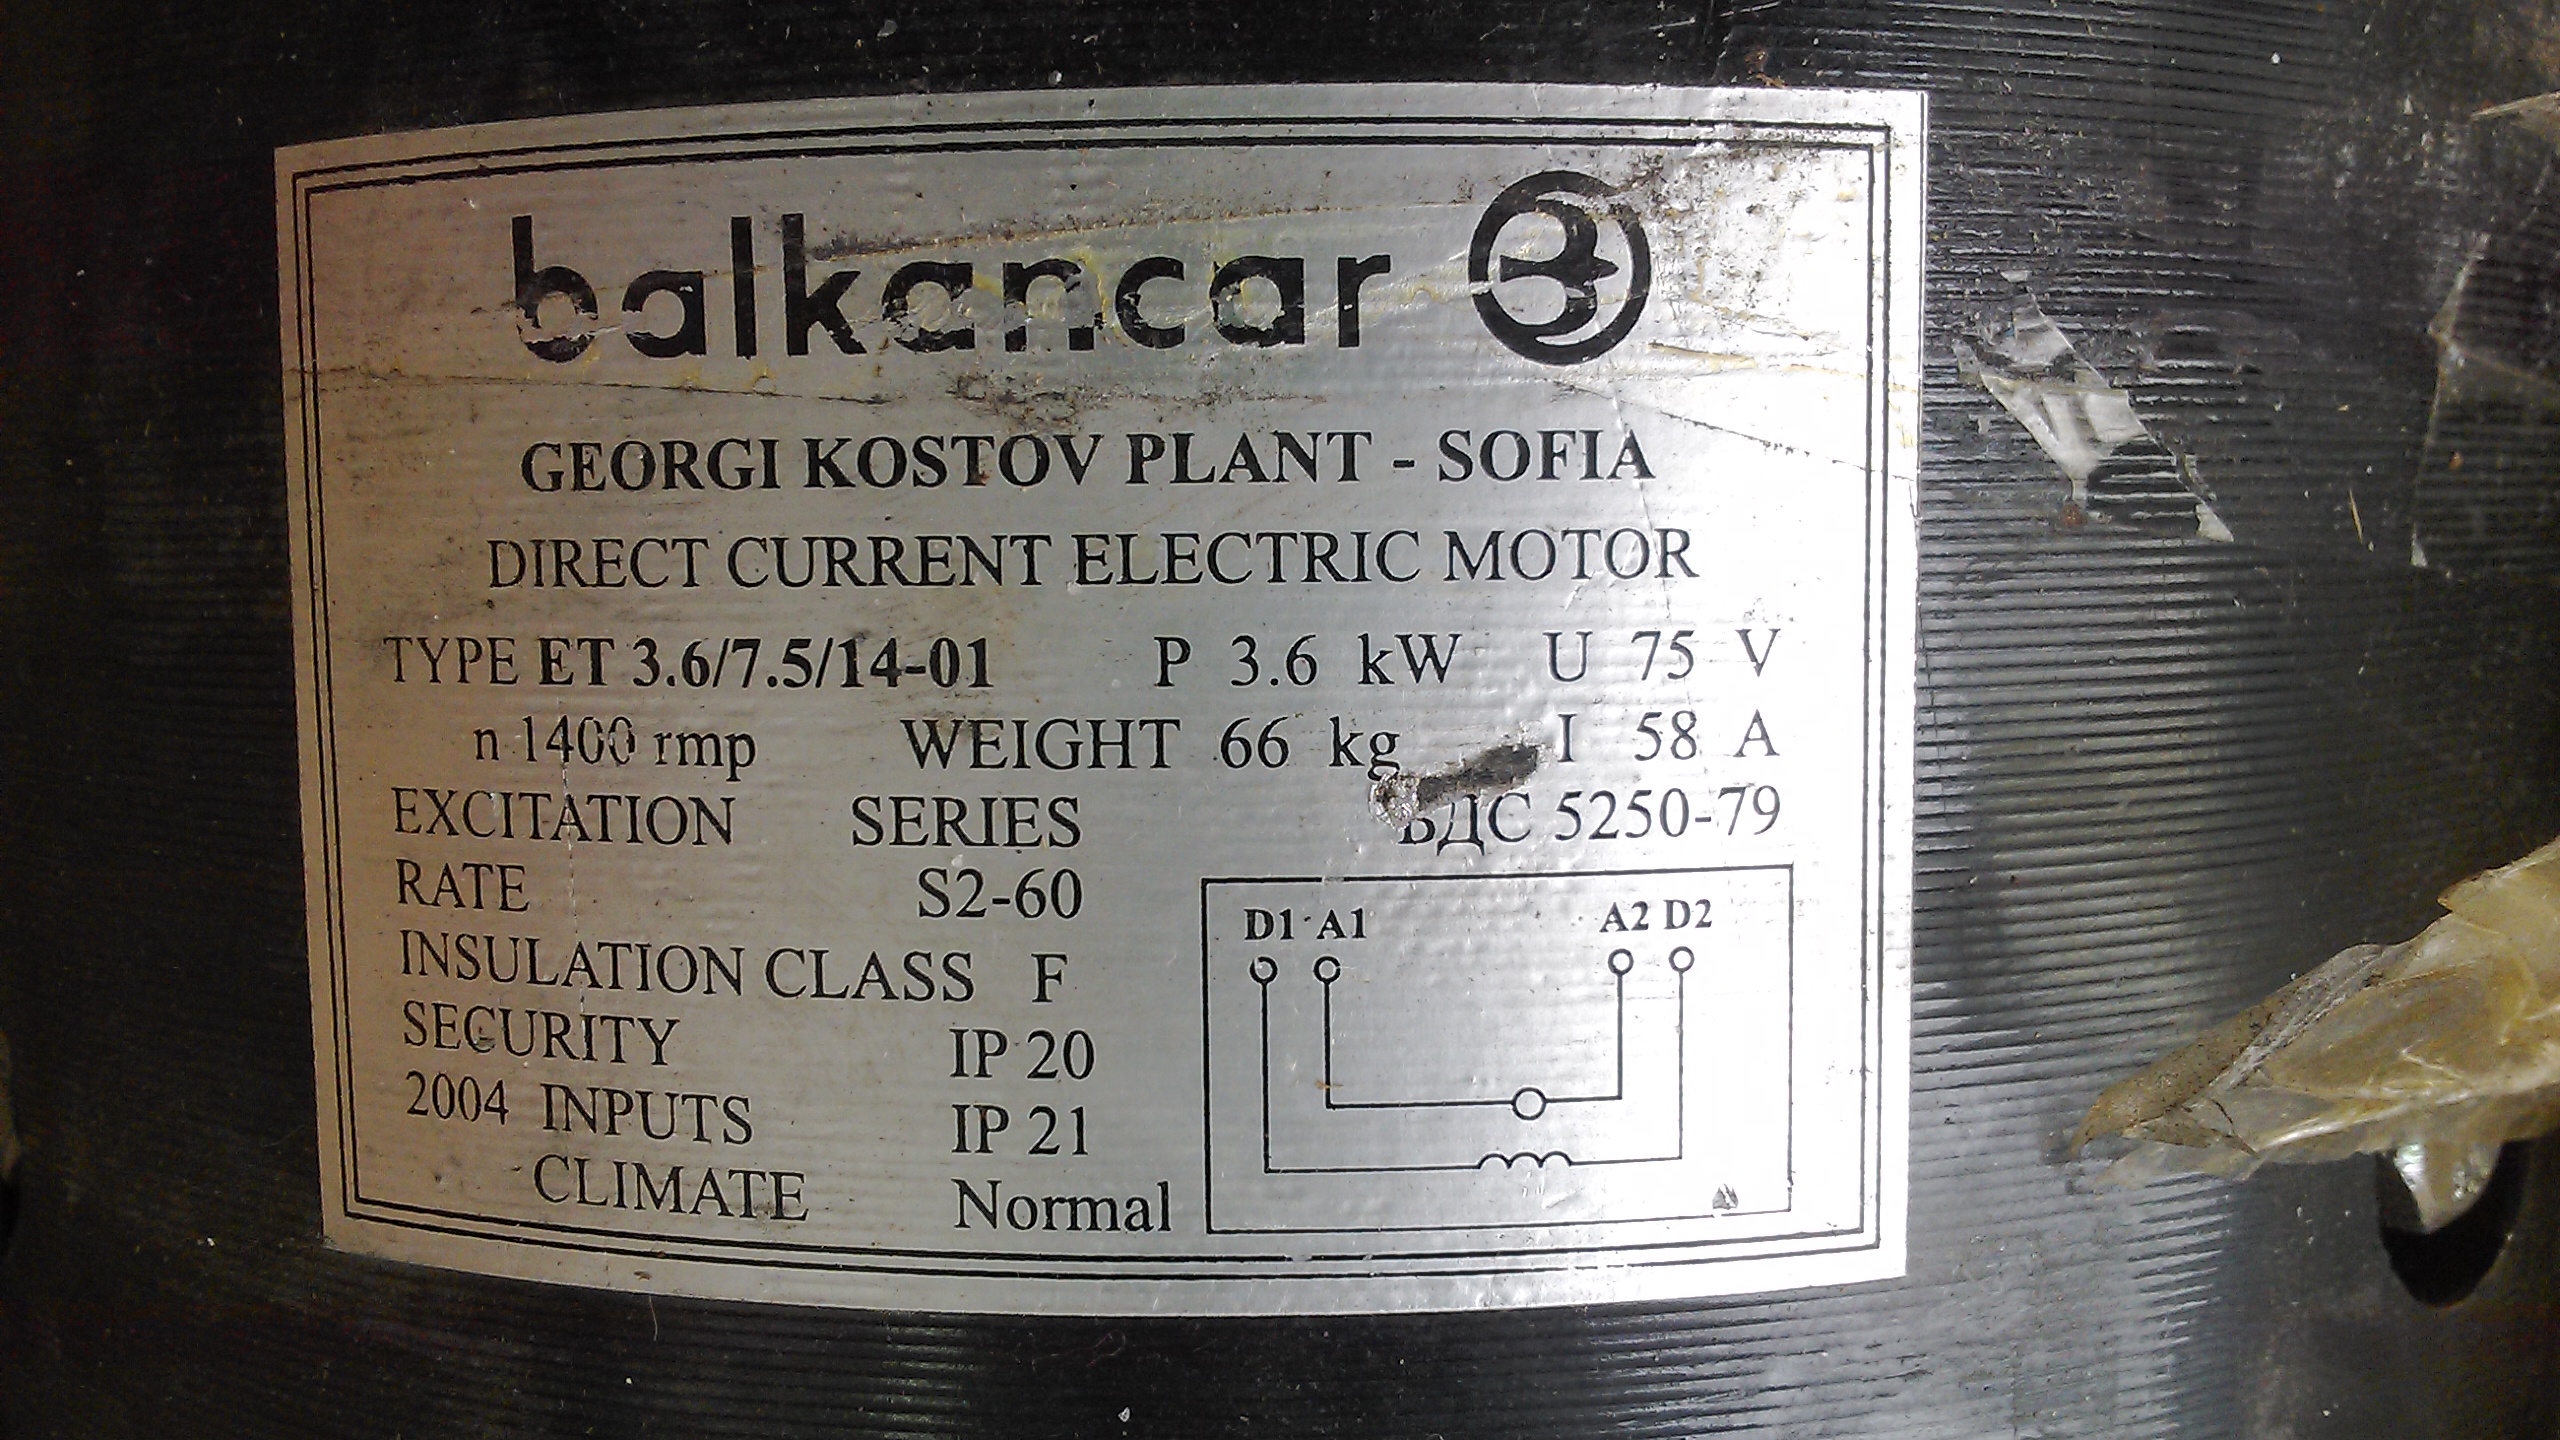 balkancar
GEORGI KOSTOV PLANT - SOFIA
DIRECT CURRENT ELECTRIC MOTOR
TYPE ET 3.6/7.5/14-01 P 3.6 kW U 75 V
n 1400 rmp WEIGHT 66 kg I 58 A
EXCITATION SERIES БДС 5250-79
RATE S2-60
INSULATION CLASS F
SECURITY IP 20
2004 INPUTS IP 21
CLIMATE Normal
D1 A1 A2 D2